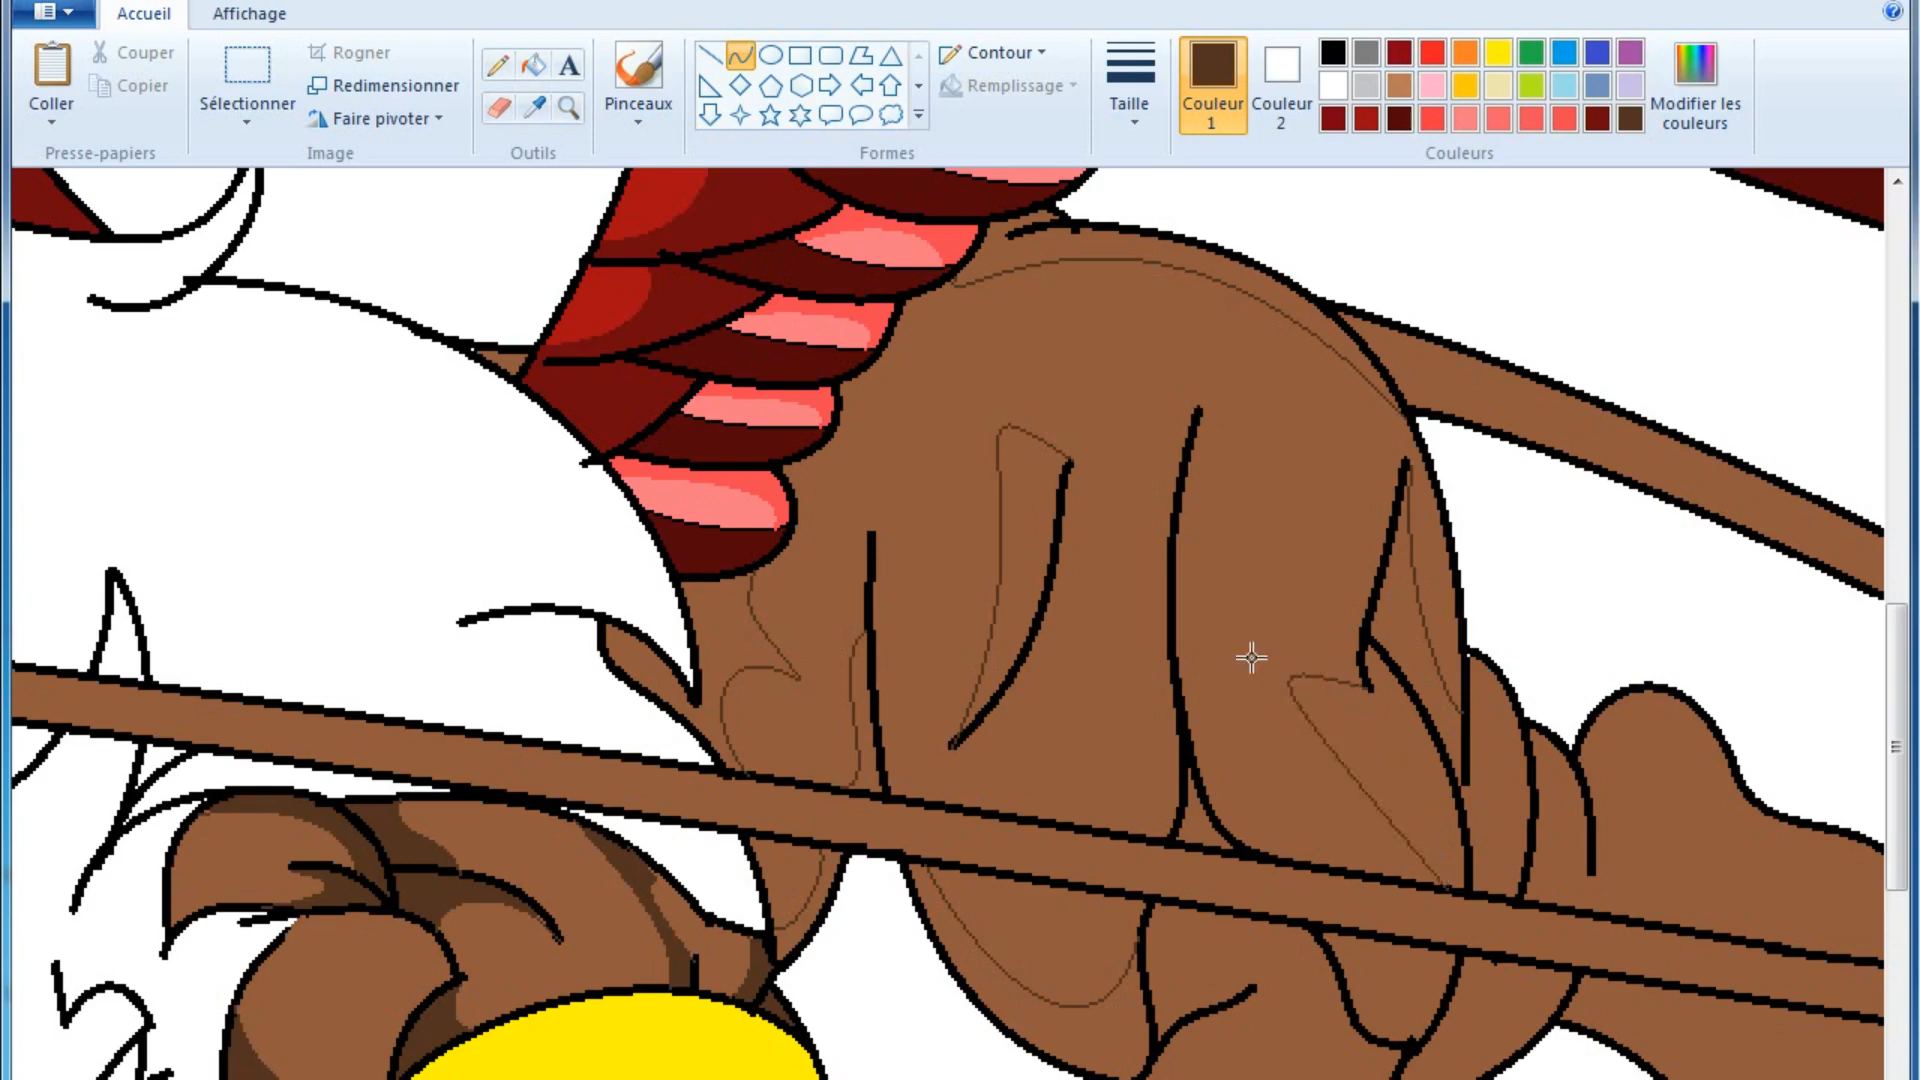 Accueil Affichage
Coller
Couper
Copier
Presse-papiers
Sélectionner
Rogner
Redimensionner
Faire pivoter
Image
A
Outils
Pinceaux
Formes
Contour
Remplissage
Taille
Couleur
1
Couleur
2
Modifier les
couleurs
Couleurs